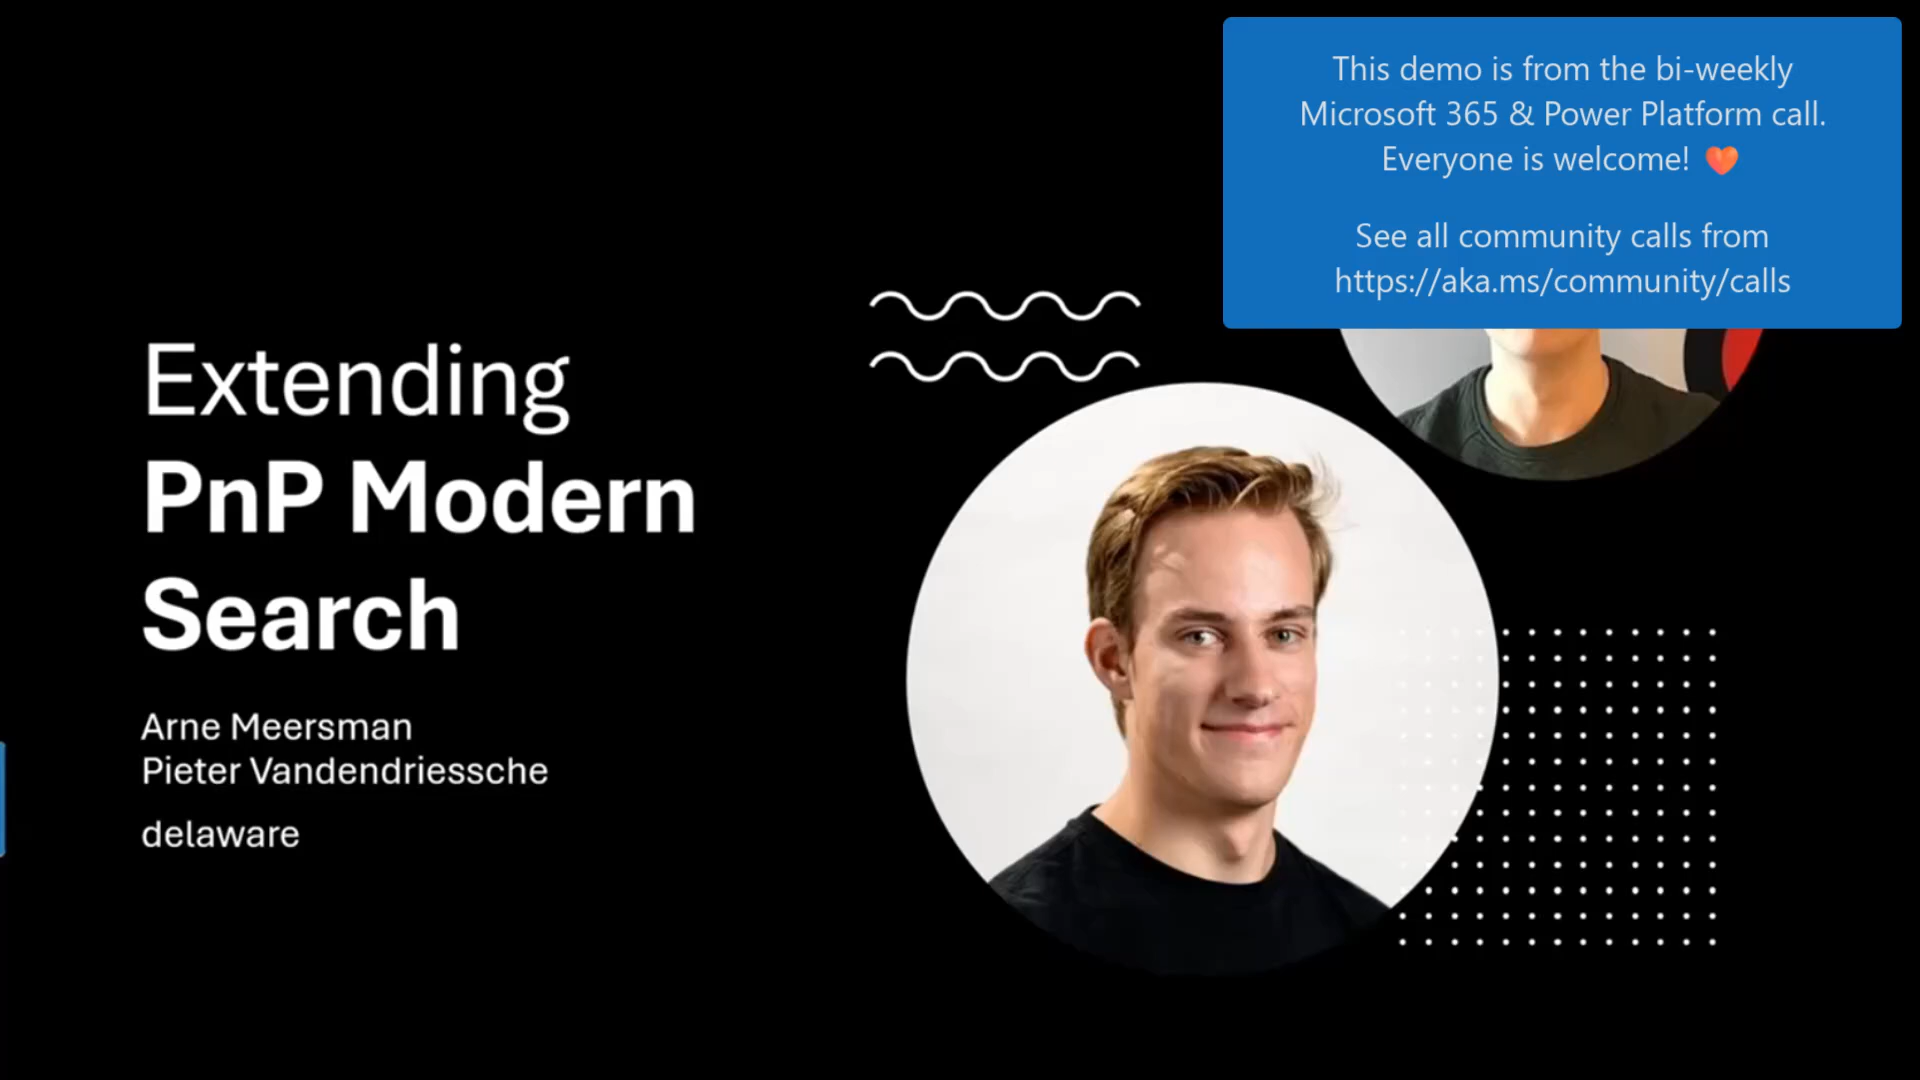 This demo is from the bi-weekly
Microsoft 365 & Power Platform call.
Everyone is welcome!
See all community calls from
https://aka.ms/community/calls
Extending
PnP Modern
Search
Arne Meersman
Pieter Vandendriessche
delaware